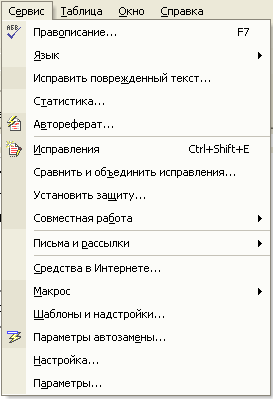 Сервис Таблица Окно Справка
Правописание... F7
Язык
Исправить поврежденный текст...
Статистика...
Автореферат...
Исправления Ctrl+Shift+E
Сравнить и объединить исправления...
Установить защиту...
Совместная работа
Письма и рассылки
Средства в Интернете...
Макрос
Шаблоны и надстройки...
Параметры автозамены...
Настройка...
Параметры...